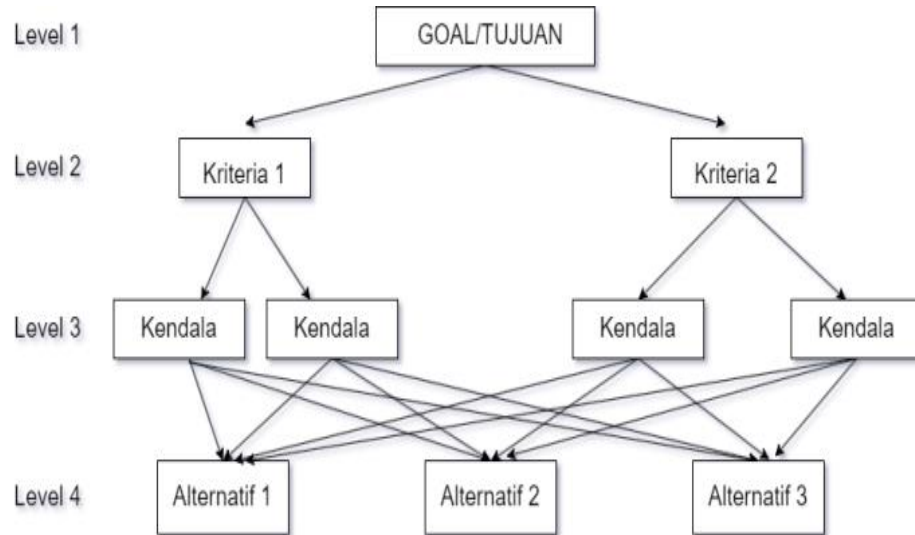 Level 1
GOAL/TUJUAN
Level 2
Kriteria 1
Kriteria 2
Level 3
Kendala
Kendala
Kendala
Kendala
Level 4
Alternatif 1
Alternatif 2
Alternatif 3